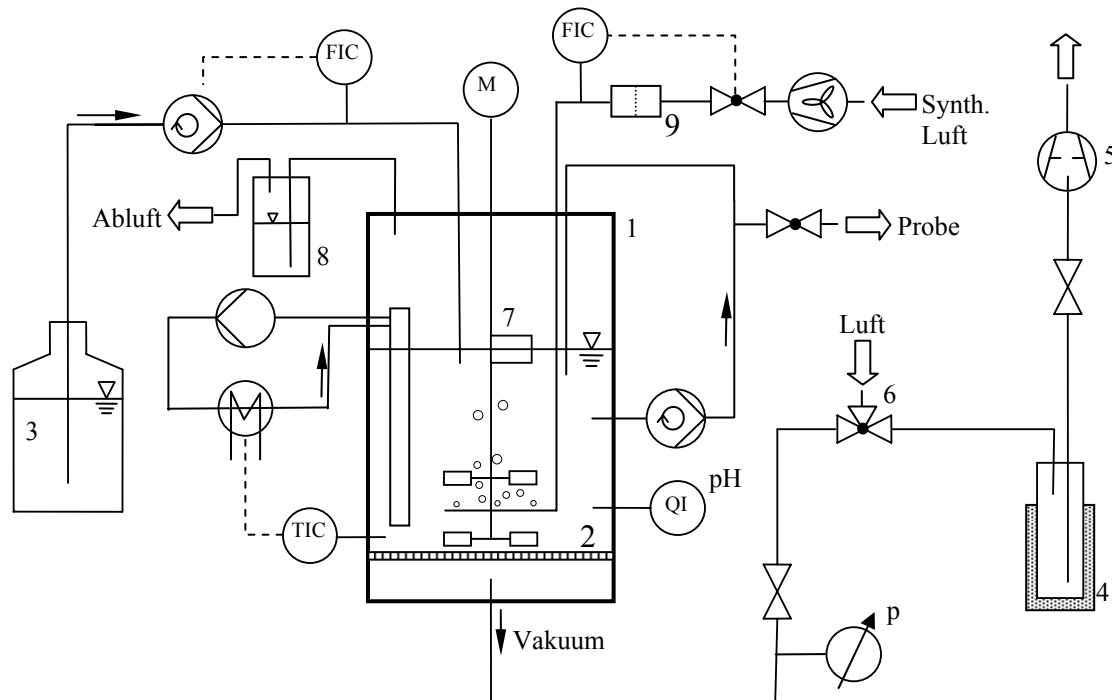 FIC
FIC
M
9
Synth.
Luft
5
Abluft
8
1
Probe
7
Luft
6
3
pH
QI
TIC
2
4
Vakuum
p